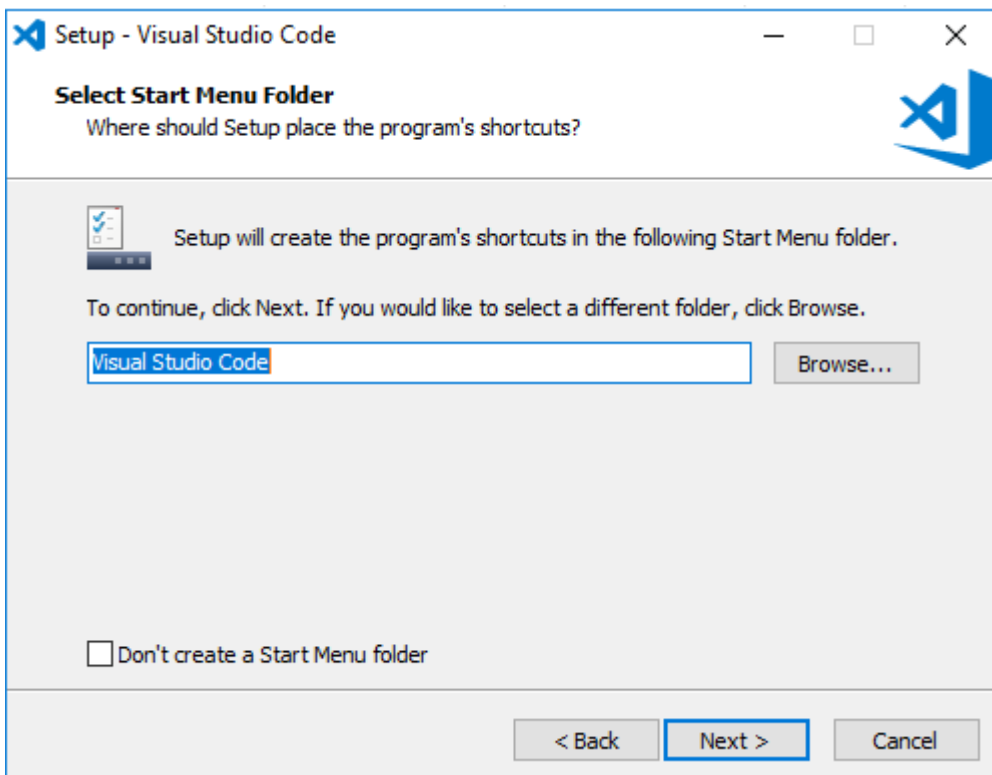 Setup - Visual Studio Code
Select Start Menu Folder
Where should Setup place the program's shortcuts?
Setup will create the program's shortcuts in the following Start Menu folder.
To continue, click Next. If you would like to select a different folder, click Browse.
Visual Studio Code
Browse...
Don't create a Start Menu folder
< Back
Next >
Cancel